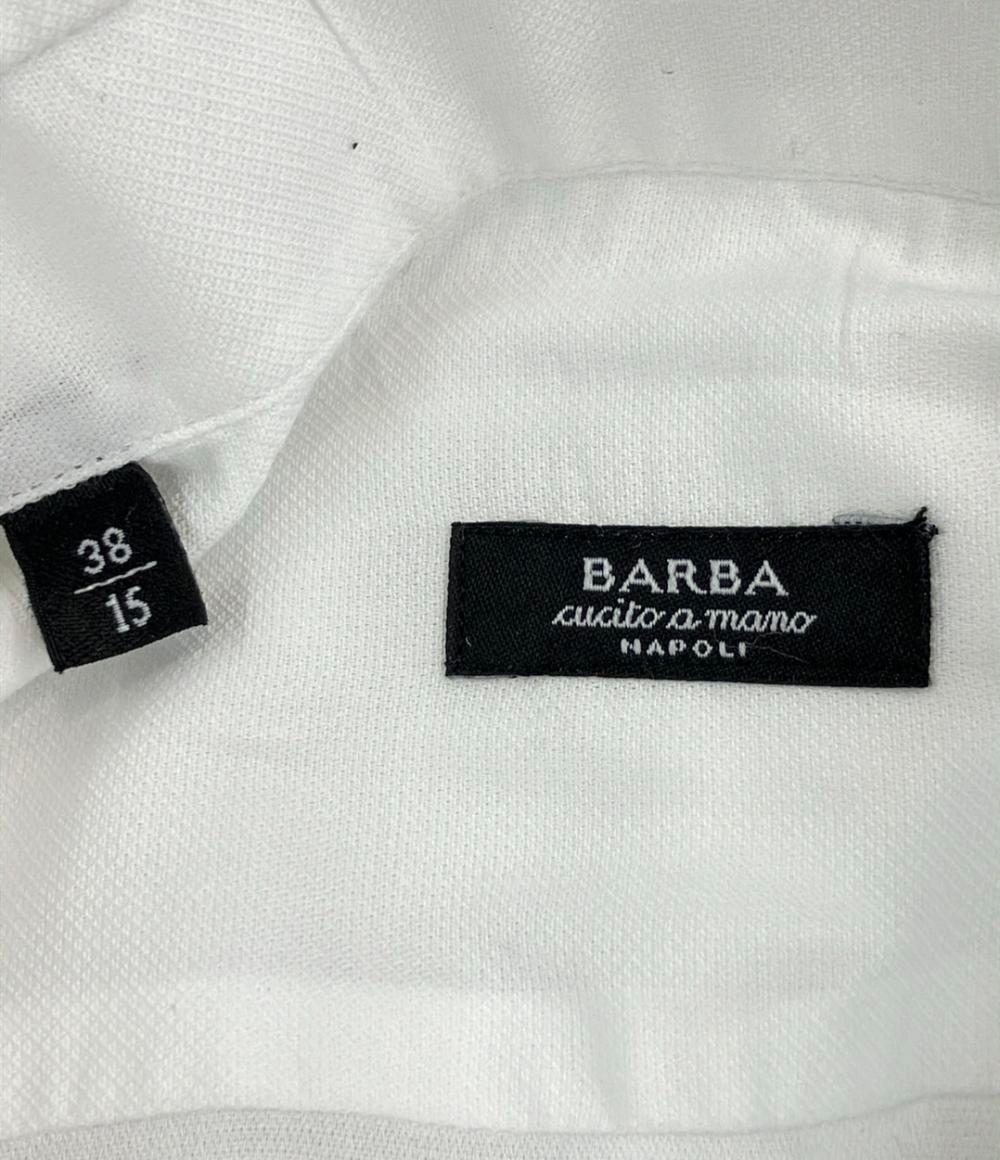 38
15
BARBA
cucito a mano
NAPOLI